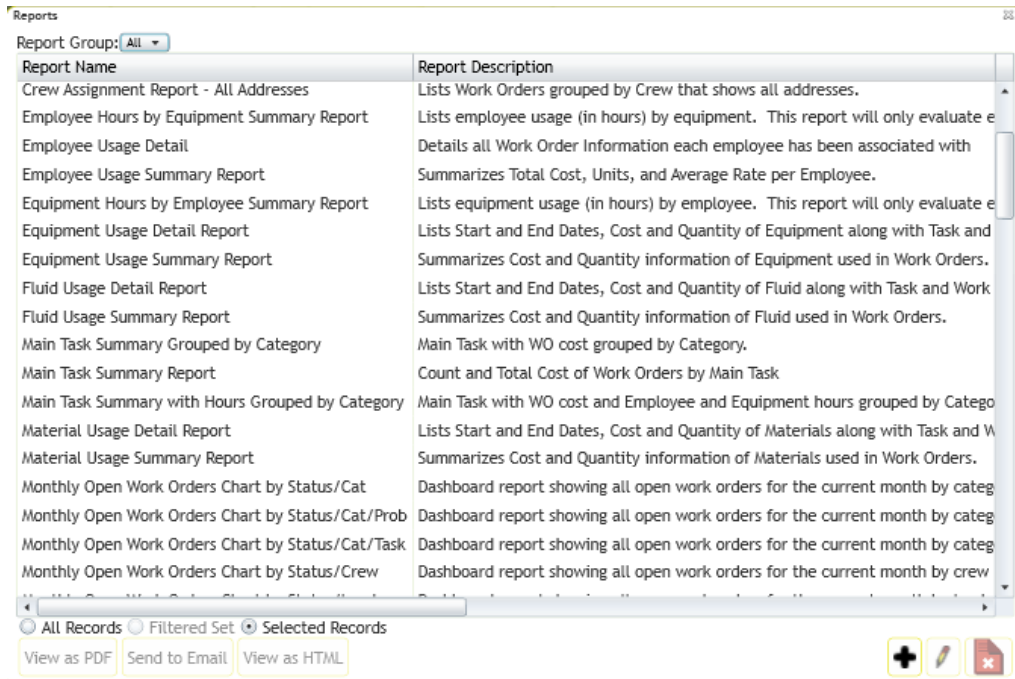 Reports
Report Group: All
Report Name Report Description
Crew Assignment Report - All Addresses Lists Work Orders grouped by Crew that shows all addresses.
Employee Hours by Equipment Summary Report Lists employee usage (in hours) by equipment. This report will only evaluate e
Employee Usage Detail Details all Work Order Information each employee has been associated with
Employee Usage Summary Report Summarizes Total Cost, Units, and Average Rate per Employee.
Equipment Hours by Employee Summary Report Lists equipment usage (in hours) by employee. This report will only evaluate e
Equipment Usage Detail Report Lists Start and End Dates, Cost and Quantity of Equipment along with Task and
Equipment Usage Summary Report Summarizes Cost and Quantity information of Equipment used in Work Orders.
Fluid Usage Detail Report Lists Start and End Dates, Cost and Quantity of Fluid along with Task and Work
Fluid Usage Summary Report Summarizes Cost and Quantity information of Fluid used in Work Orders.
Main Task Summary Grouped by Category Main Task with WO cost grouped by Category.
Main Task Summary Report Count and Total Cost of Work Orders by Main Task
Main Task Summary with Hours Grouped by Category Main Task with WO cost and Employee and Equipment hours grouped by Catego
Material Usage Detail Report Lists Start and End Dates, Cost and Quantity of Materials along with Task and W
Material Usage Summary Report Summarizes Cost and Quantity information of Materials used in Work Orders.
Monthly Open Work Orders Chart by Status/Cat Dashboard report showing all open work orders for the current month by categ
Monthly Open Work Orders Chart by Status/Cat/Prob Dashboard report showing all open work orders for the current month by categ
Monthly Open Work Orders Chart by Status/Cat/Task Dashboard report showing all open work orders for the current month by categ
Monthly Open Work Orders Chart by Status/Crew Dashboard report showing all open work orders for the current month by crew
All Records Filtered Set Selected Records
View as PDF Send to Email View as HTML